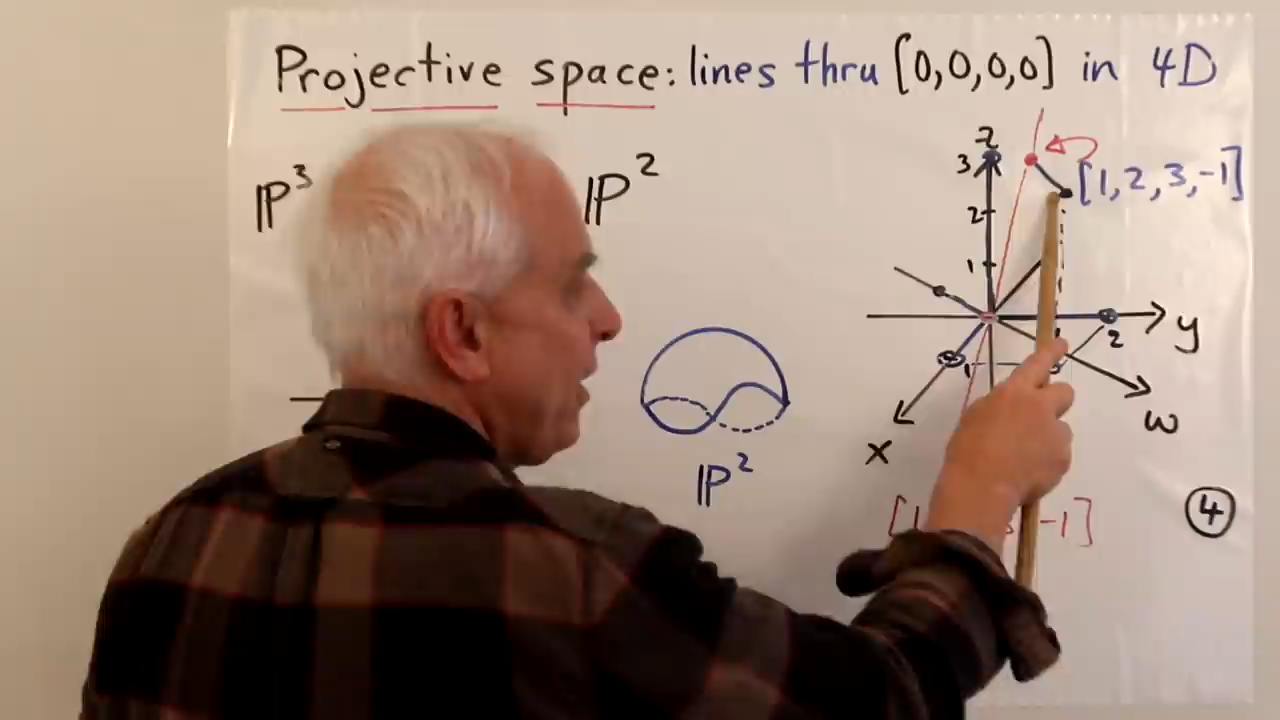 Projective space: lines thru [0,0,0,0] in 4D
ℙ³
ℙ²
z
3
[1,2,3,-1]
2
1
2
y
1
w
x
ℙ²
-1]
4